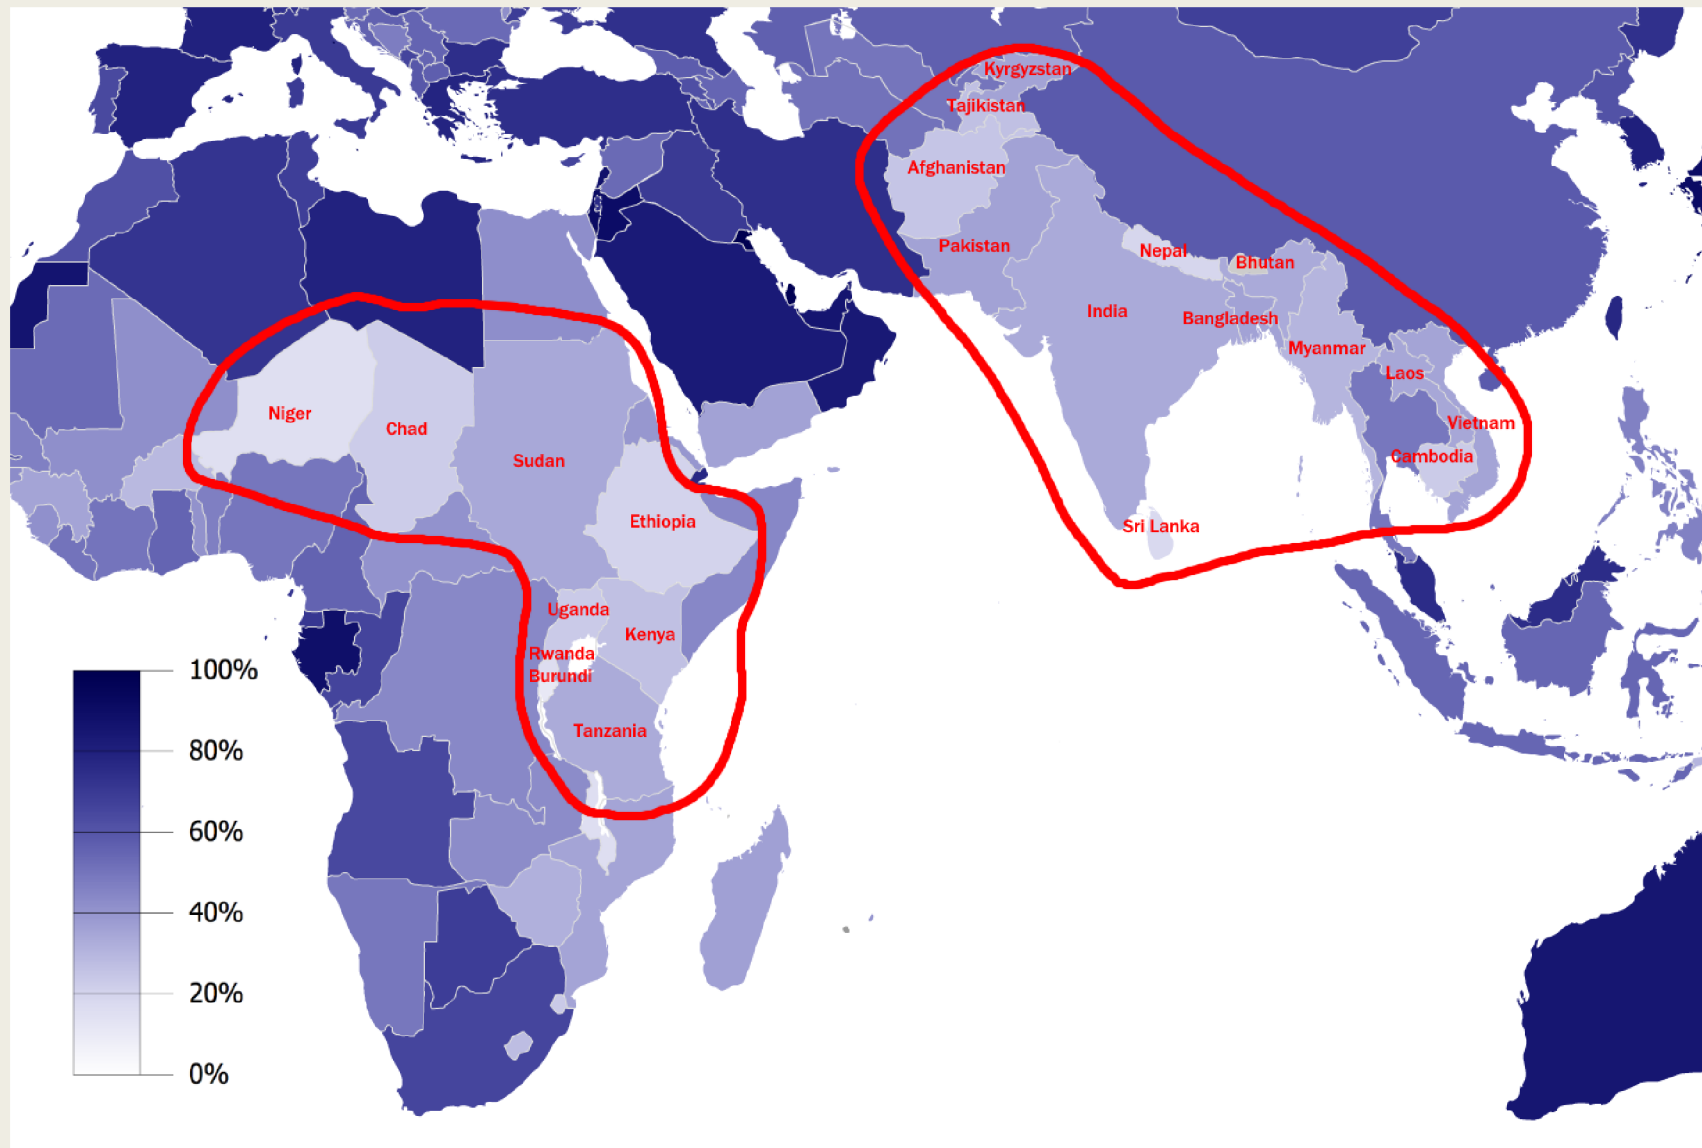 Kyrgyzstan
Tajikistan
Afghanistan
Pakistan
Nepal
Bhutan
India
Bangladesh
Myanmar
Laos
Vietnam
Cambodia
Sri Lanka
Niger
Chad
Sudan
Ethiopia
Uganda
Kenya
Rwanda
Burundi
Tanzania
100%
80%
60%
40%
20%
0%